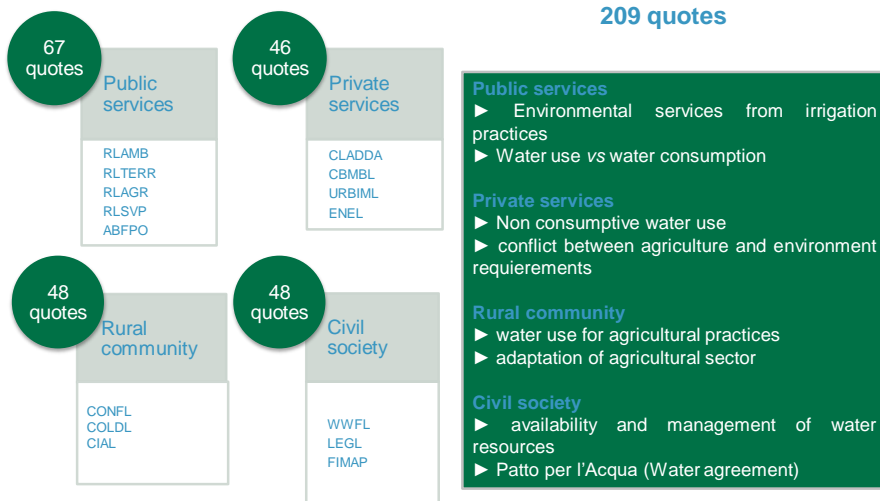 209 quotes
67
quotes
Public
services
RLAMB
RLTERR
RLAGR
RLSVP
ABFPO
46
quotes
Private
services
CLADDA
CBMBL
URBIML
ENEL
48
quotes
Rural
community
CONFL
COLDL
CIAL
48
quotes
Civil
society
WWFL
LEGL
FIMAP
Public services
► Environmental services from irrigation
practices
► Water use vs water consumption
Private services
► Non consumptive water use
► conflict between agriculture and environment
requierements
Rural community
► water use for agricultural practices
► adaptation of agricultural sector
Civil society
► availability and management of water
resources
► Patto per l'Acqua (Water agreement)